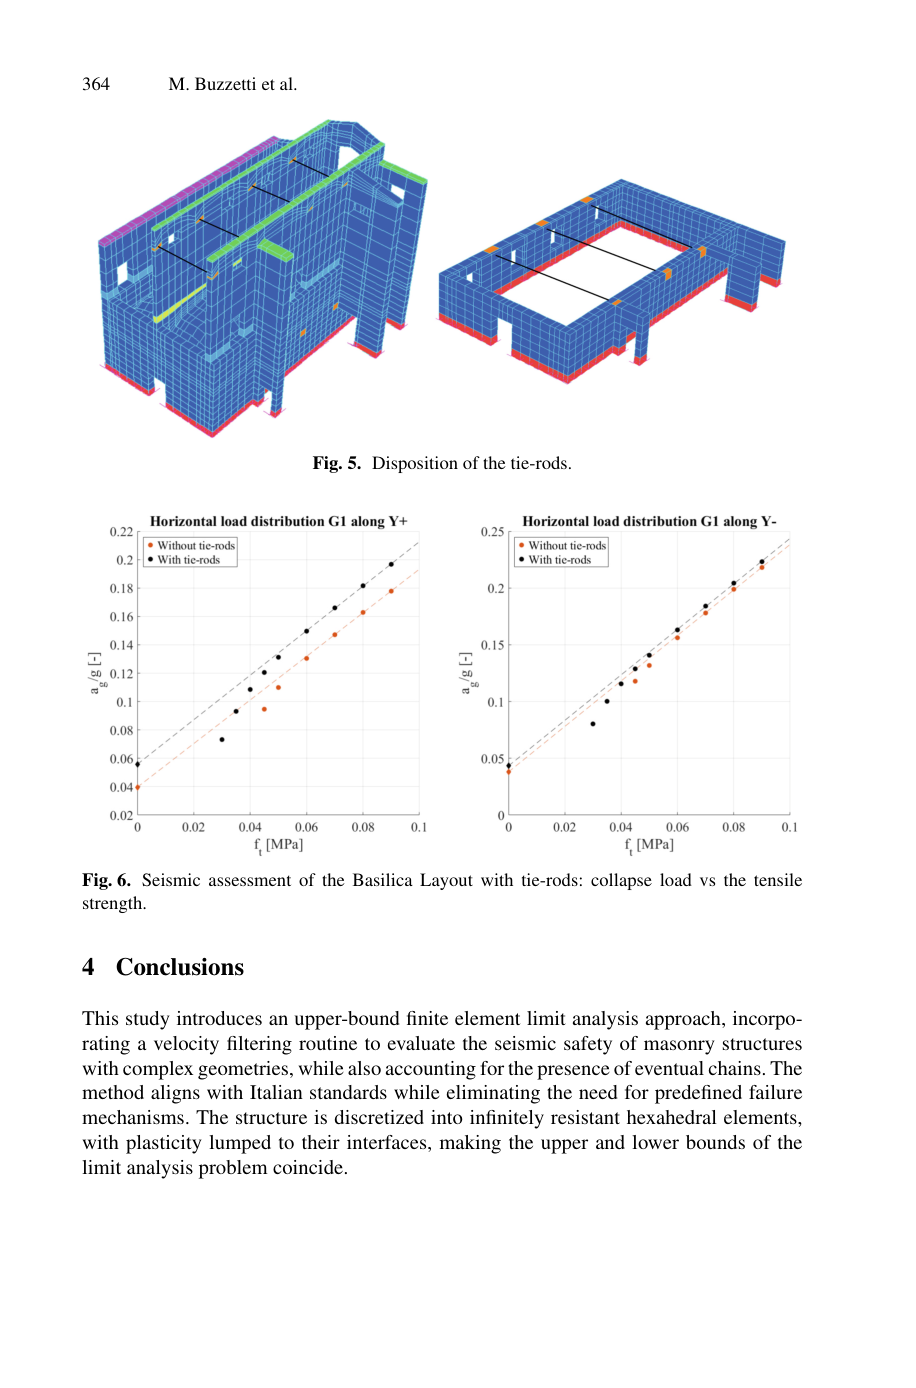 364 M. Buzzetti et al.
Fig. 5. Disposition of the tie-rods.
Horizontal load distribution G1 along Y+
0.22
0.2
0.18
0.16
0.14
0.12
0.1
0.08
0.06
0.04
0.02
a_g/g [-]
Without tie-rods
With tie-rods
0 0.02 0.04 0.06 0.08 0.1
f_t [MPa]
Horizontal load distribution G1 along Y-
0.25
0.2
0.15
0.1
0.05
0
a_g/g [-]
Without tie-rods
With tie-rods
0 0.02 0.04 0.06 0.08 0.1
f_t [MPa]
Fig. 6. Seismic assessment of the Basilica Layout with tie-rods: collapse load vs the tensile
strength.
4 Conclusions
This study introduces an upper-bound finite element limit analysis approach, incorpo-
rating a velocity filtering routine to evaluate the seismic safety of masonry structures
with complex geometries, while also accounting for the presence of eventual chains. The
method aligns with Italian standards while eliminating the need for predefined failure
mechanisms. The structure is discretized into infinitely resistant hexahedral elements,
with plasticity lumped to their interfaces, making the upper and lower bounds of the
limit analysis problem coincide.